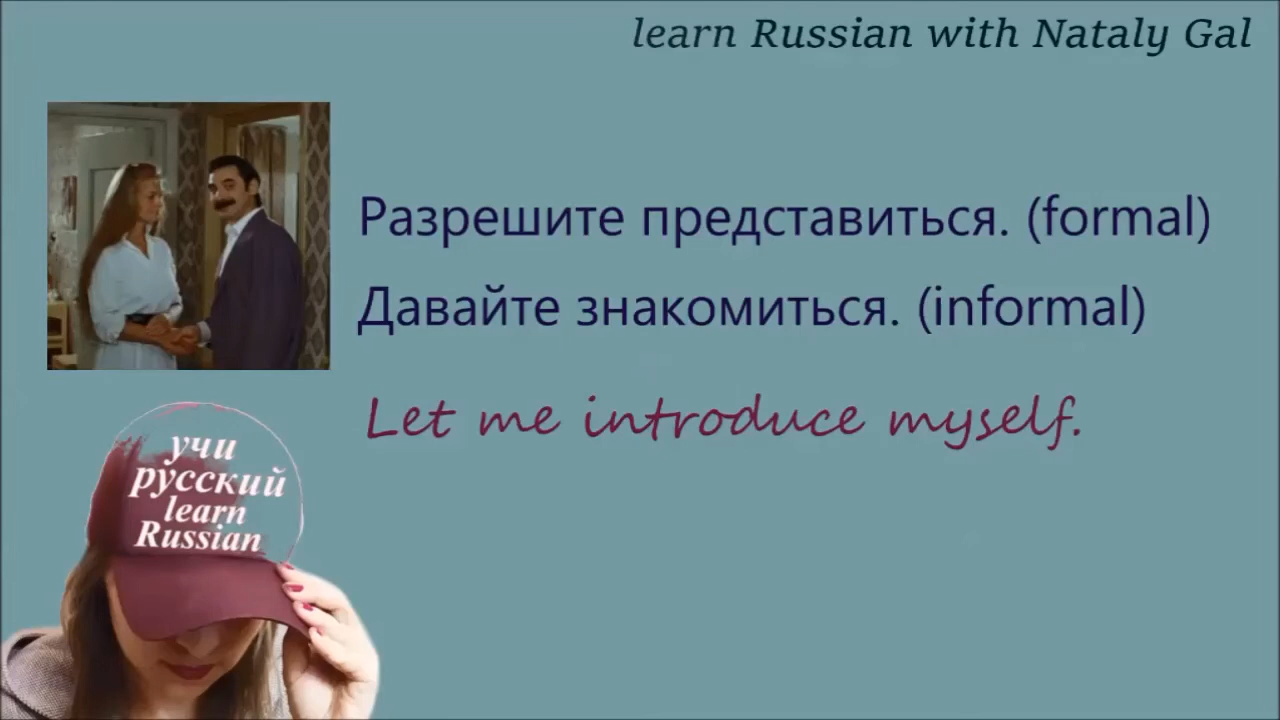 learn Russian with Nataly Gal
Разрешите представиться. (formal)
Давайте знакомиться. (informal)
Let me introduce myself.
учи
русский
learn
Russian